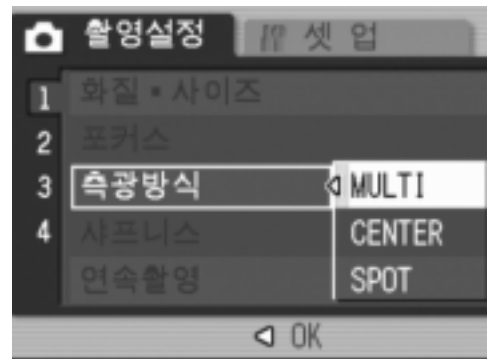 촬영설정 셋업
1 화질・사이즈
2 포커스
3 측광방식 MULTI
4 샤프니스 CENTER
연속촬영 SPOT
OK